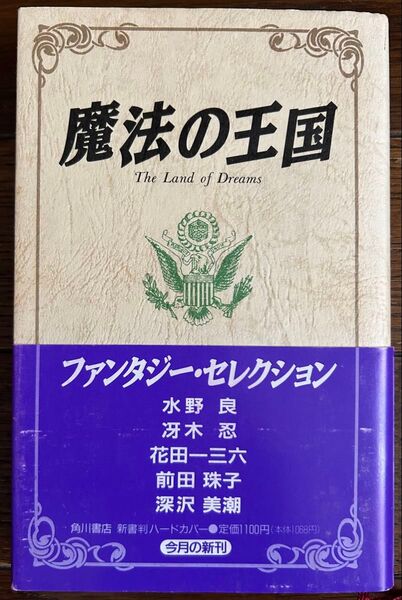 魔法の王国
The Land of Dreams
ファンタジー・セレクション
水野 良
冴木 忍
花田一三六
前田 珠子
深沢 美潮
角川書店 新書判ハードカバー●定価1100円(本体1068円)
今月の新刊